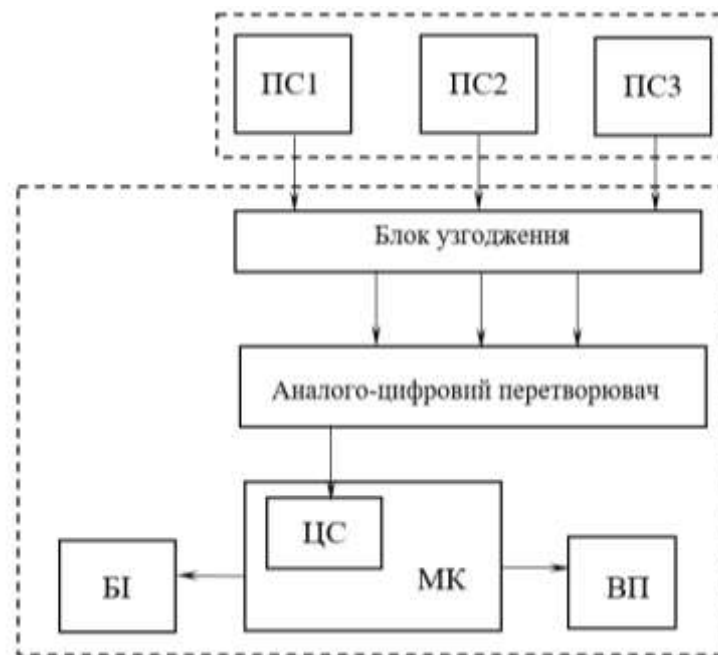 ПС1
ПС2
ПС3
Блок узгодження
Аналого-цифровий перетворювач
ЦС
МК
БІ
ВП